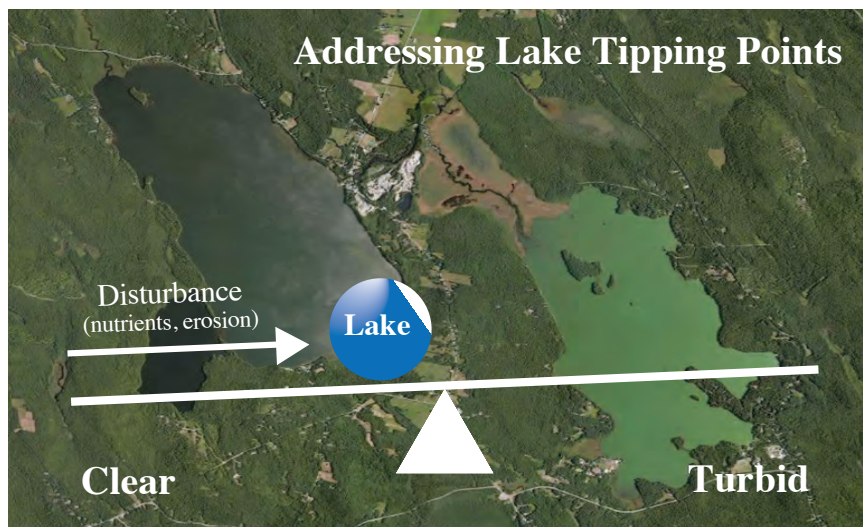 Addressing Lake Tipping Points
Disturbance
(nutrients, erosion)
Lake
Clear
Turbid